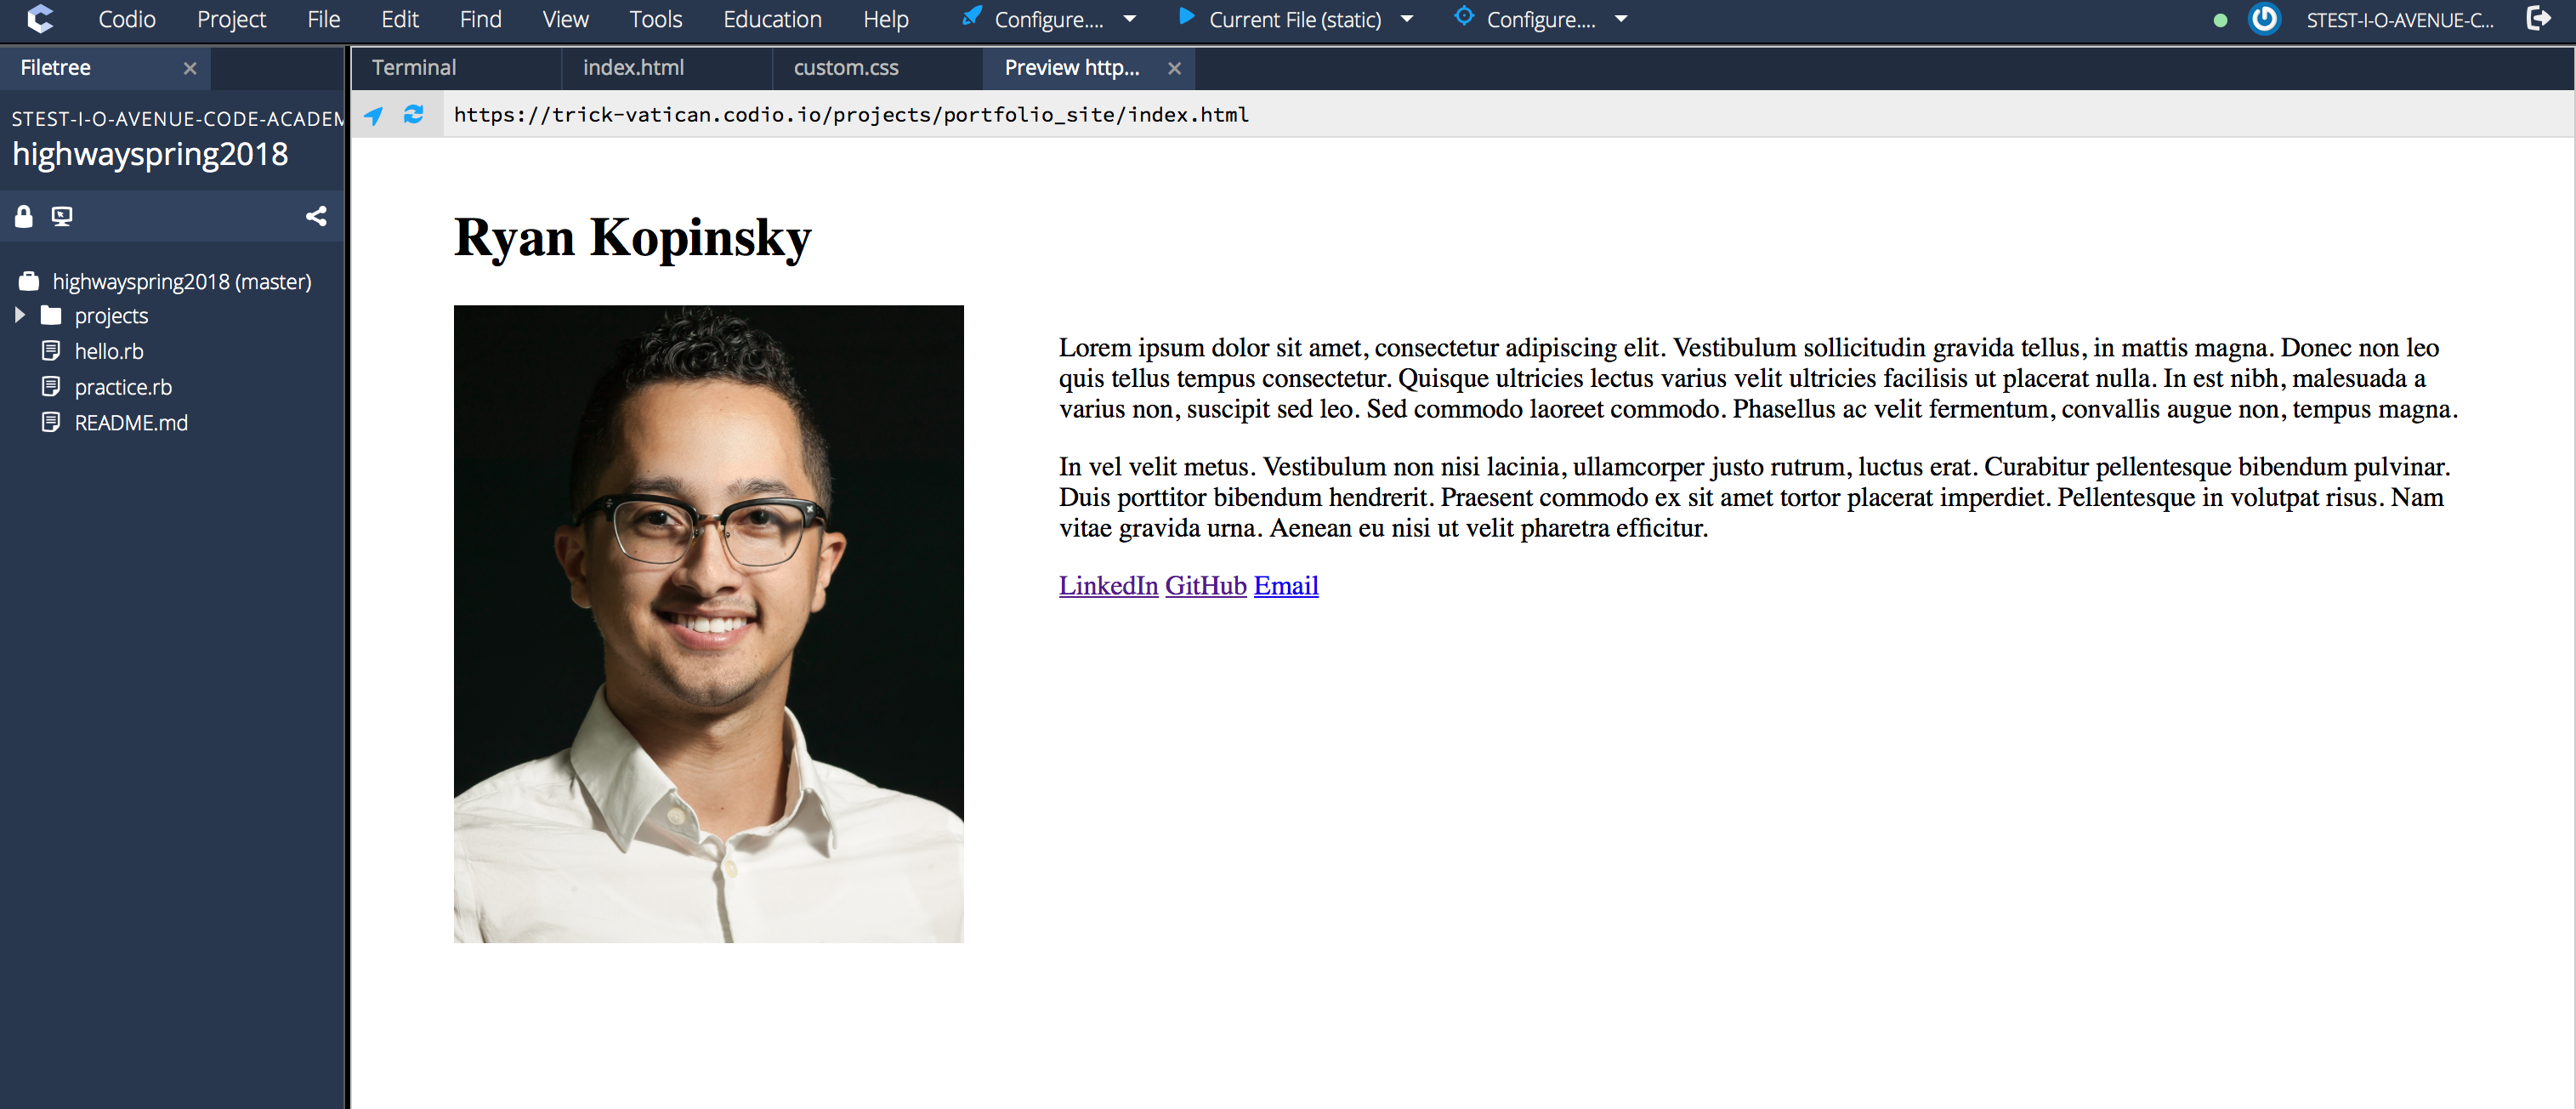 Codio Project File Edit Find View Tools Education Help Configure.... Current File (static) Configure.... STEST-I-O-AVENUE-C...
Filetree
Terminal index.html custom.css Preview http...
STEST-I-O-AVENUE-CODE-ACADEM
highwayspring2018
https://trick-vatican.codio.io/projects/portfolio_site/index.html
highwayspring2018 (master)
projects
hello.rb
practice.rb
README.md
Ryan Kopinsky
Lorem ipsum dolor sit amet, consectetur adipiscing elit. Vestibulum sollicitudin gravida tellus, in mattis magna. Donec non leo
quis tellus tempus consectetur. Quisque ultricies lectus varius velit ultricies facilisis ut placerat nulla. In est nibh, malesuada a
varius non, suscipit sed leo. Sed commodo laoreet commodo. Phasellus ac velit fermentum, convallis augue non, tempus magna.
In vel velit metus. Vestibulum non nisi lacinia, ullamcorper justo rutrum, luctus erat. Curabitur pellentesque bibendum pulvinar.
Duis porttitor bibendum hendrerit. Praesent commodo ex sit amet tortor placerat imperdiet. Pellentesque in volutpat risus. Nam
vitae gravida urna. Aenean eu nisi ut velit pharetra efficitur.
LinkedIn GitHub Email